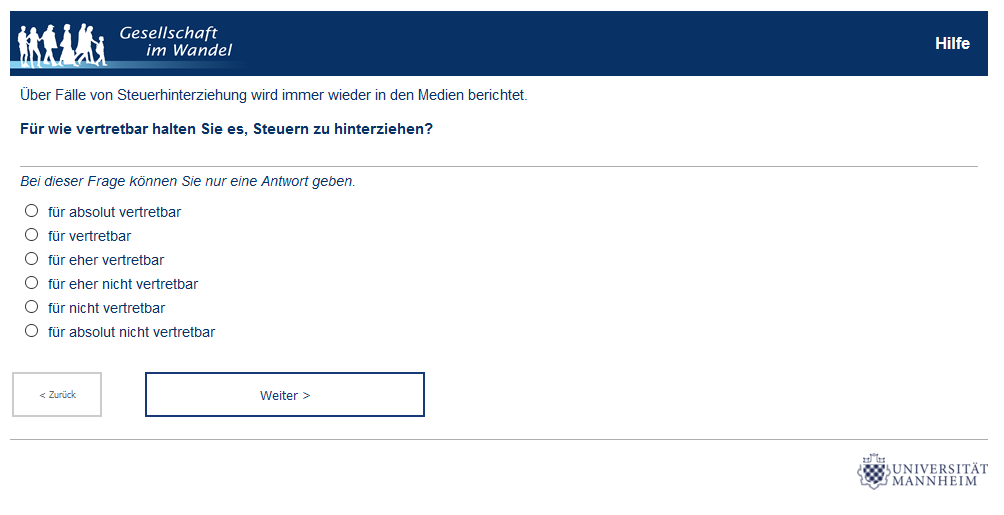 Gesellschaft
im Wandel
Hilfe
Über Fälle von Steuerhinterziehung wird immer wieder in den Medien berichtet.
Für wie vertretbar halten Sie es, Steuern zu hinterziehen?
Bei dieser Frage können Sie nur eine Antwort geben.
für absolut vertretbar
für vertretbar
für eher vertretbar
für eher nicht vertretbar
für nicht vertretbar
für absolut nicht vertretbar
< Zurück
Weiter >
UNIVERSITÄT
MANNHEIM